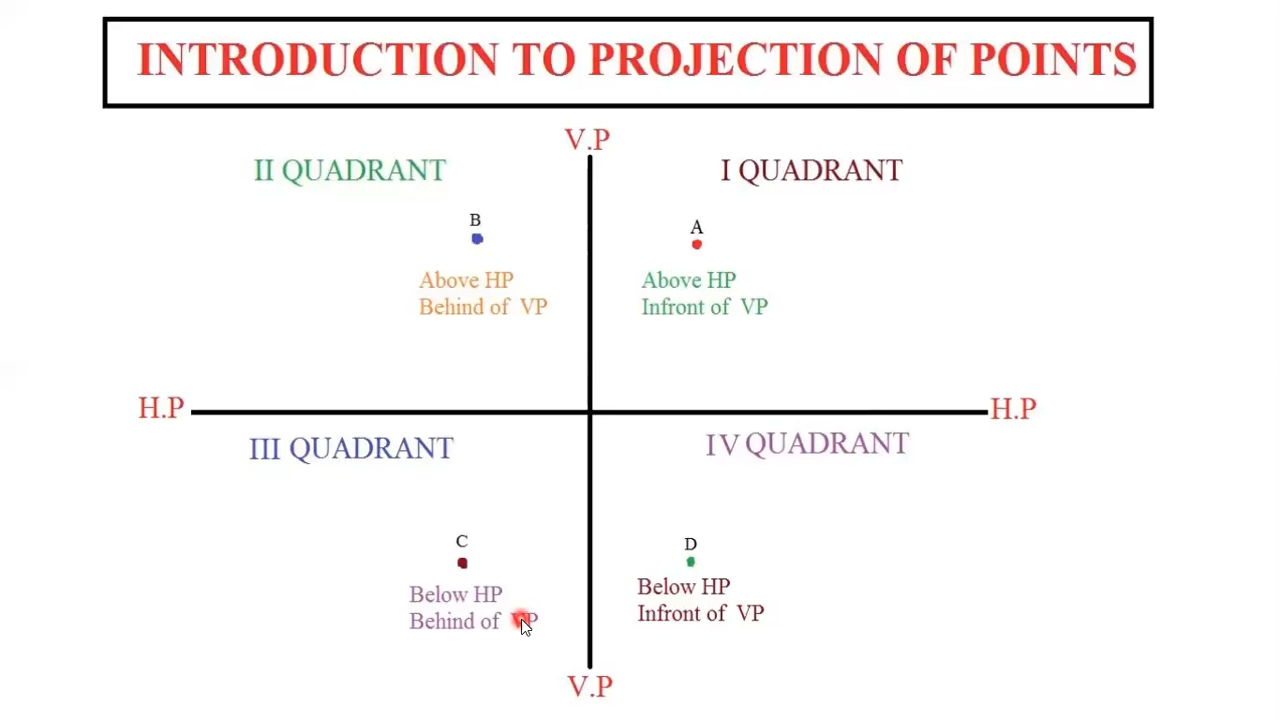 INTRODUCTION TO PROJECTION OF POINTS
V.P
II QUADRANT
I QUADRANT
B
A
Above HP
Behind of VP
Above HP
Infront of VP
H.P
H.P
III QUADRANT
IV QUADRANT
C
D
Below HP
Behind of VP
Below HP
Infront of VP
V.P